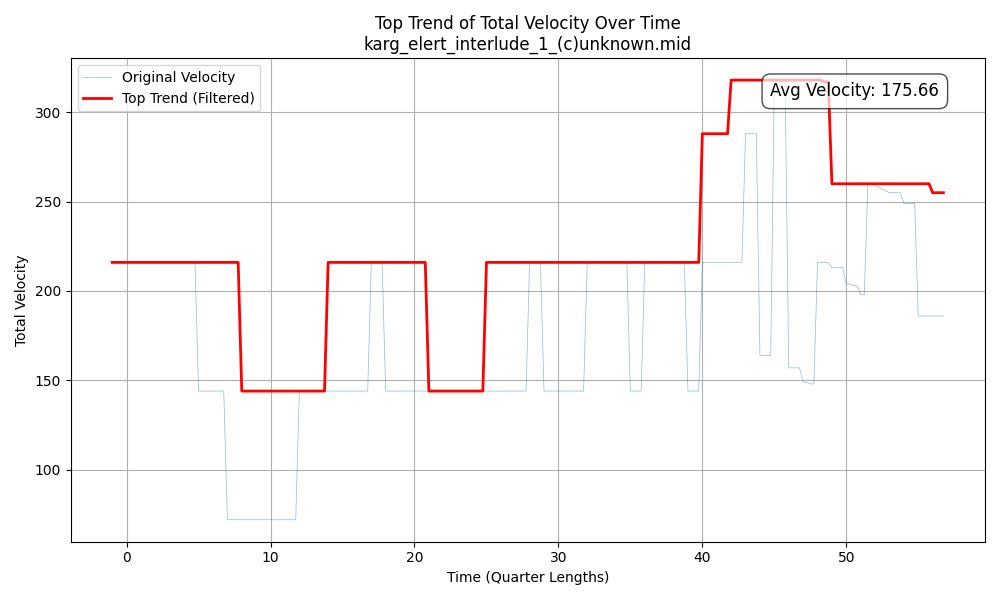 Top Trend of Total Velocity Over Time
karg_elert_interlude_1_(c)unknown.mid
Original Velocity
Top Trend (Filtered)
Avg Velocity: 175.66
300
250
200
150
100
Total Velocity
0 10 20 30 40 50
Time (Quarter Lengths)